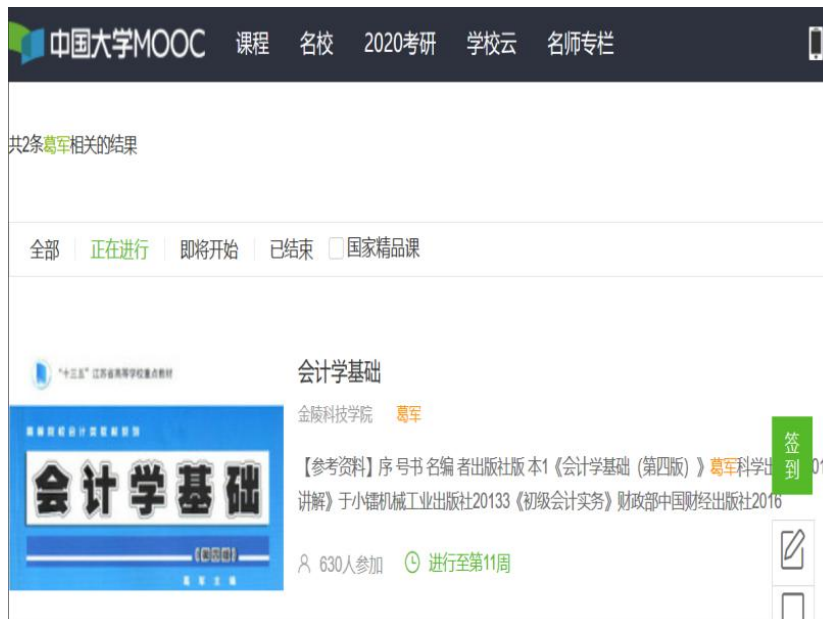 中国大学MOOC 课程 名校 2020考研 学校云 名师专栏
共2条葛军相关的结果
全部 正在进行 即将开始 已结束 国家精品课
"十三五"江苏省高等学校重点教材
会计学基础
葛军主编
会计学基础
金陵科技学院 葛军
【参考资料】序 号书 名编 者出版社版 本1《会计学基础（第四版）》葛军科学出
讲解》于小镭机械工业出版社20133《初级会计实务》财政部中国财经出版社2016
630人参加 进行至第11周
签到